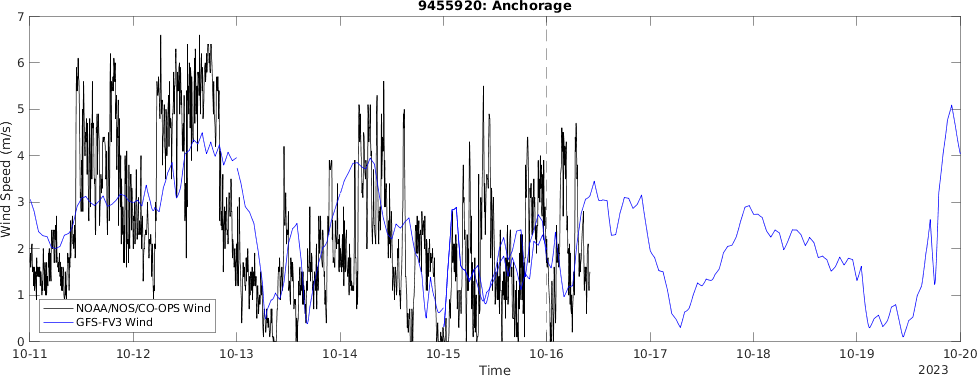 9455920: Anchorage
7
6
5
4
3
2
1
0
Wind Speed (m/s)
NOAA/NOS/CO-OPS Wind
GFS-FV3 Wind
10-11 10-12 10-13 10-14 10-15 10-16 10-17 10-18 10-19 10-20
Time
2023